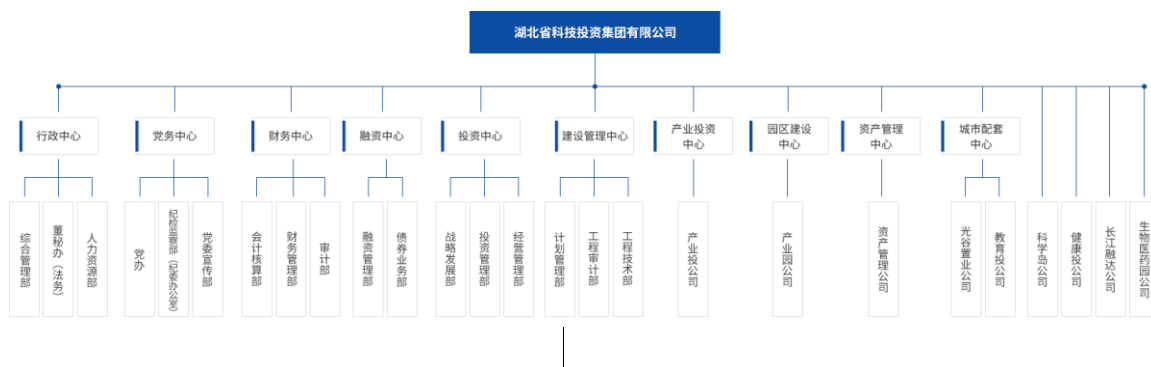 湖北省科技投资集团有限公司
行政中心
党务中心
财务中心
融资中心
投资中心
建设管理中心
产业投资
中心
园区建设
中心
资产管理
中心
城市配套
中心
综合管理部
董秘办（法务）
人力资源部
党办
纪检监察部（纪委办公室）
党委宣传部
会计核算部
财务管理部
审计部
融资管理部
债券业务部
战略发展部
投资管理部
经营管理部
计划管理部
工程审计部
工程技术部
产业投公司
产业园公司
资产管理公司
光谷置业公司
教育投公司
科学岛公司
健康投公司
长江融达公司
生物医药园公司